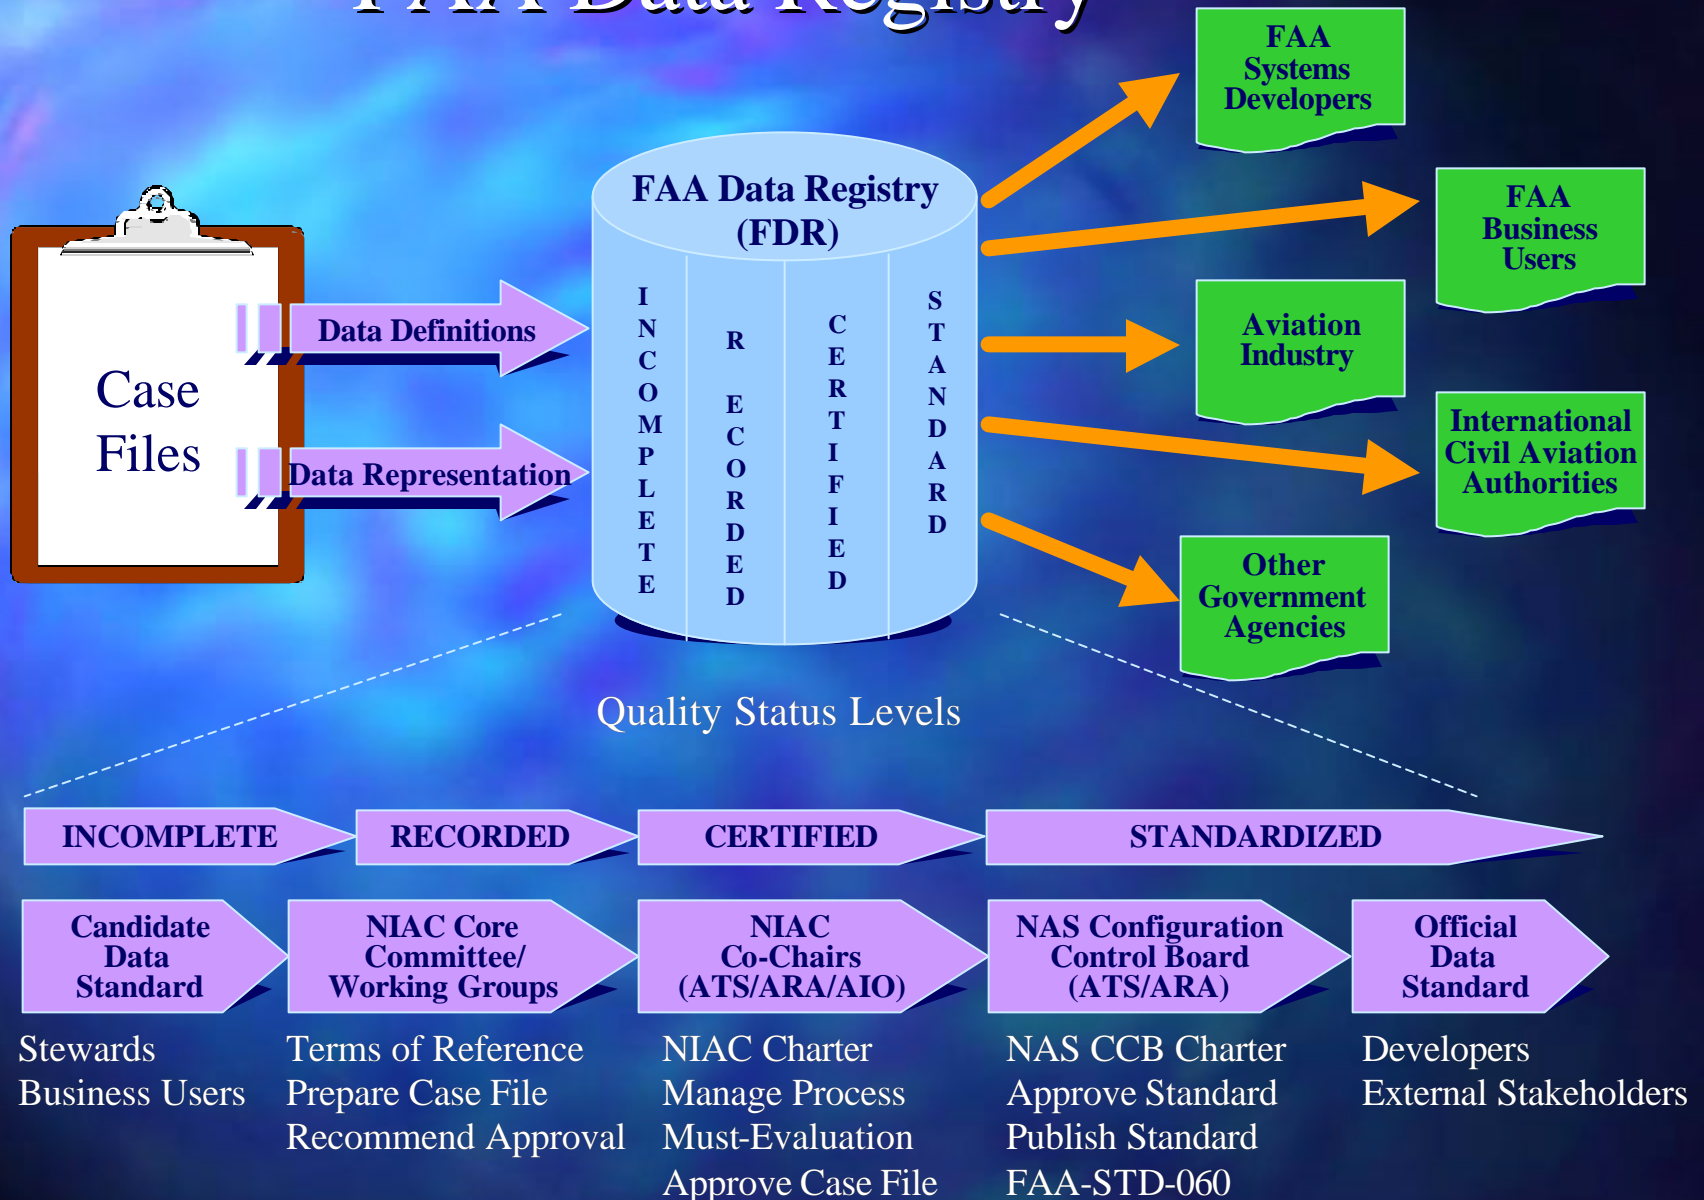 FAA Data Registry
FAA
Systems
Developers
FAA
Business
Users
Aviation
Industry
International
Civil Aviation
Authorities
Other
Government
Agencies
Case
Files
Data Definitions
Data Representation
FAA Data Registry
(FDR)
INCOMPLETE
R ECORDED
CERTIFIED
STANDARD
Quality Status Levels
INCOMPLETE
RECORDED
CERTIFIED
STANDARDIZED
Candidate
Data
Standard
NIAC Core
Committee/
Working Groups
NIAC
Co-Chairs
(ATS/ARA/AIO)
NAS Configuration
Control Board
(ATS/ARA)
Official
Data
Standard
Stewards
Business Users
Terms of Reference
Prepare Case File
Recommend Approval
NIAC Charter
Manage Process
Must-Evaluation
Approve Case File
NAS CCB Charter
Approve Standard
Publish Standard
FAA-STD-060
Developers
External Stakeholders